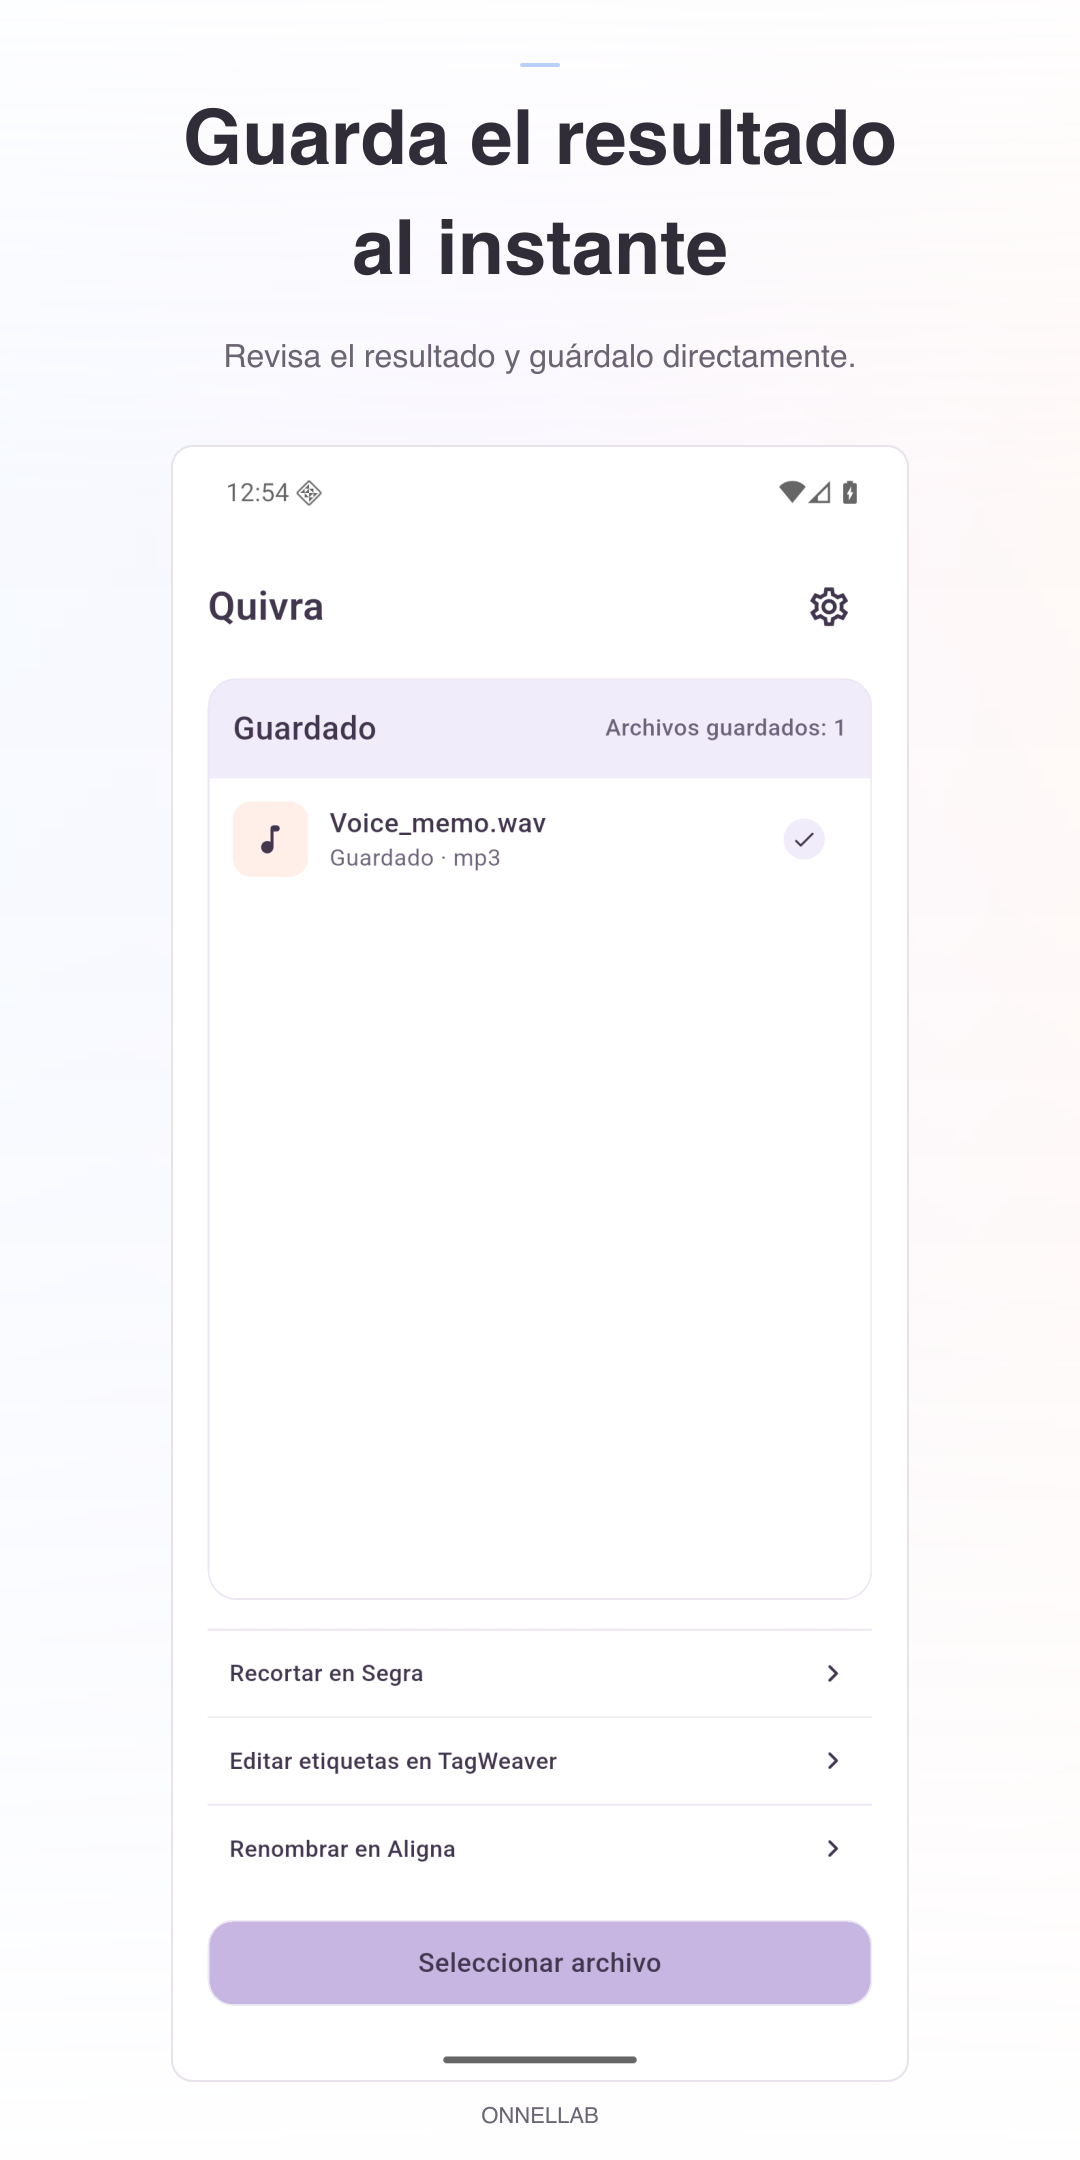 Guarda el resultado
al instante
Revisa el resultado y guárdalo directamente.
12:54
Quivra
Guardado
Archivos guardados: 1
Voice_memo.wav
Guardado · mp3
Recortar en Segra
Editar etiquetas en TagWeaver
Renombrar en Aligna
Seleccionar archivo
ONNELLAB